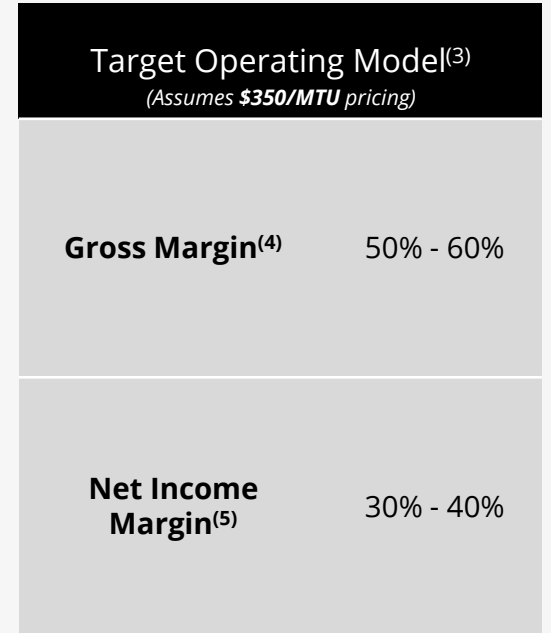 Target Operating Model(3)
(Assumes $350/MTU pricing)
Gross Margin(4) 50% - 60%
Net Income
Margin(5) 30% - 40%